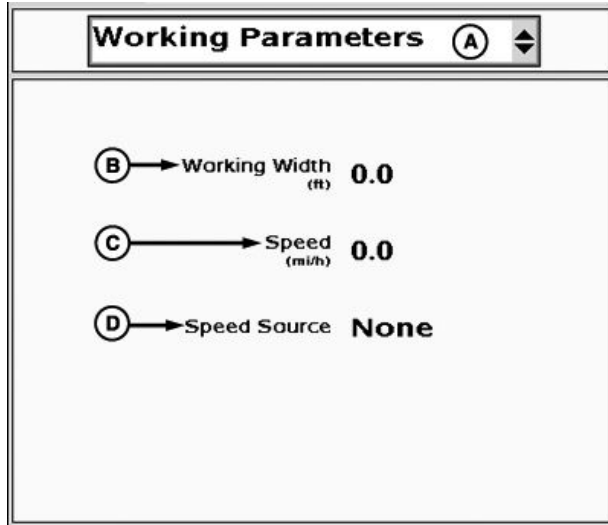 Working Parameters A
B Working Width 0.0
(ft)
C Speed 0.0
(mi/h)
D Speed Source None